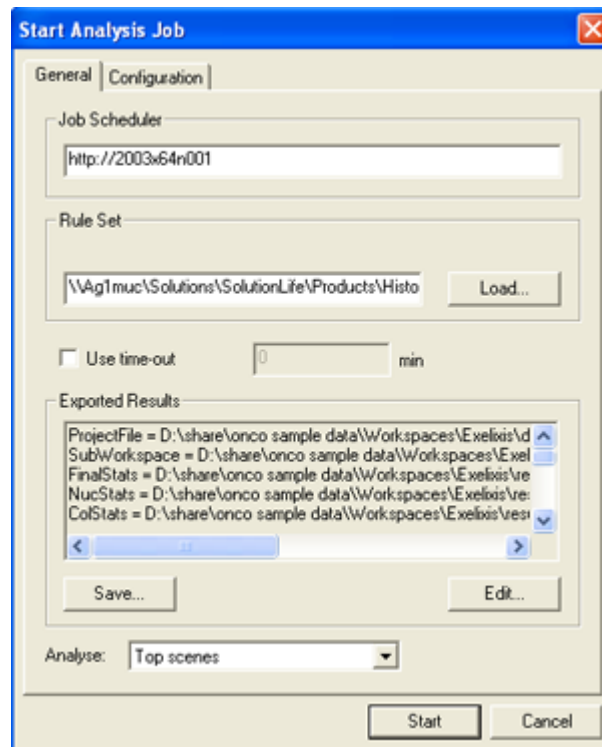 Start Analysis Job
General
Configuration
Job Scheduler
http://2003x64n001
Rule Set
\\Ag1muc\Solutions\SolutionLife\Products\Histo
Load...
Use time-out
0
min
Exported Results
ProjectFile = D:\share\onco sample data\Workspaces\Exelixis\d
SubWorkspace = D:\share\onco sample data\Workspaces\Exel
FinalStats = D:\share\onco sample data\Workspaces\Exelixis\re
NucStats = D:\share\onco sample data\Workspaces\Exelixis\re
ColStats = D:\share\onco sample data\Workspaces\Exelixis\resu
Save...
Edit...
Analyse:
Top scenes
Start
Cancel